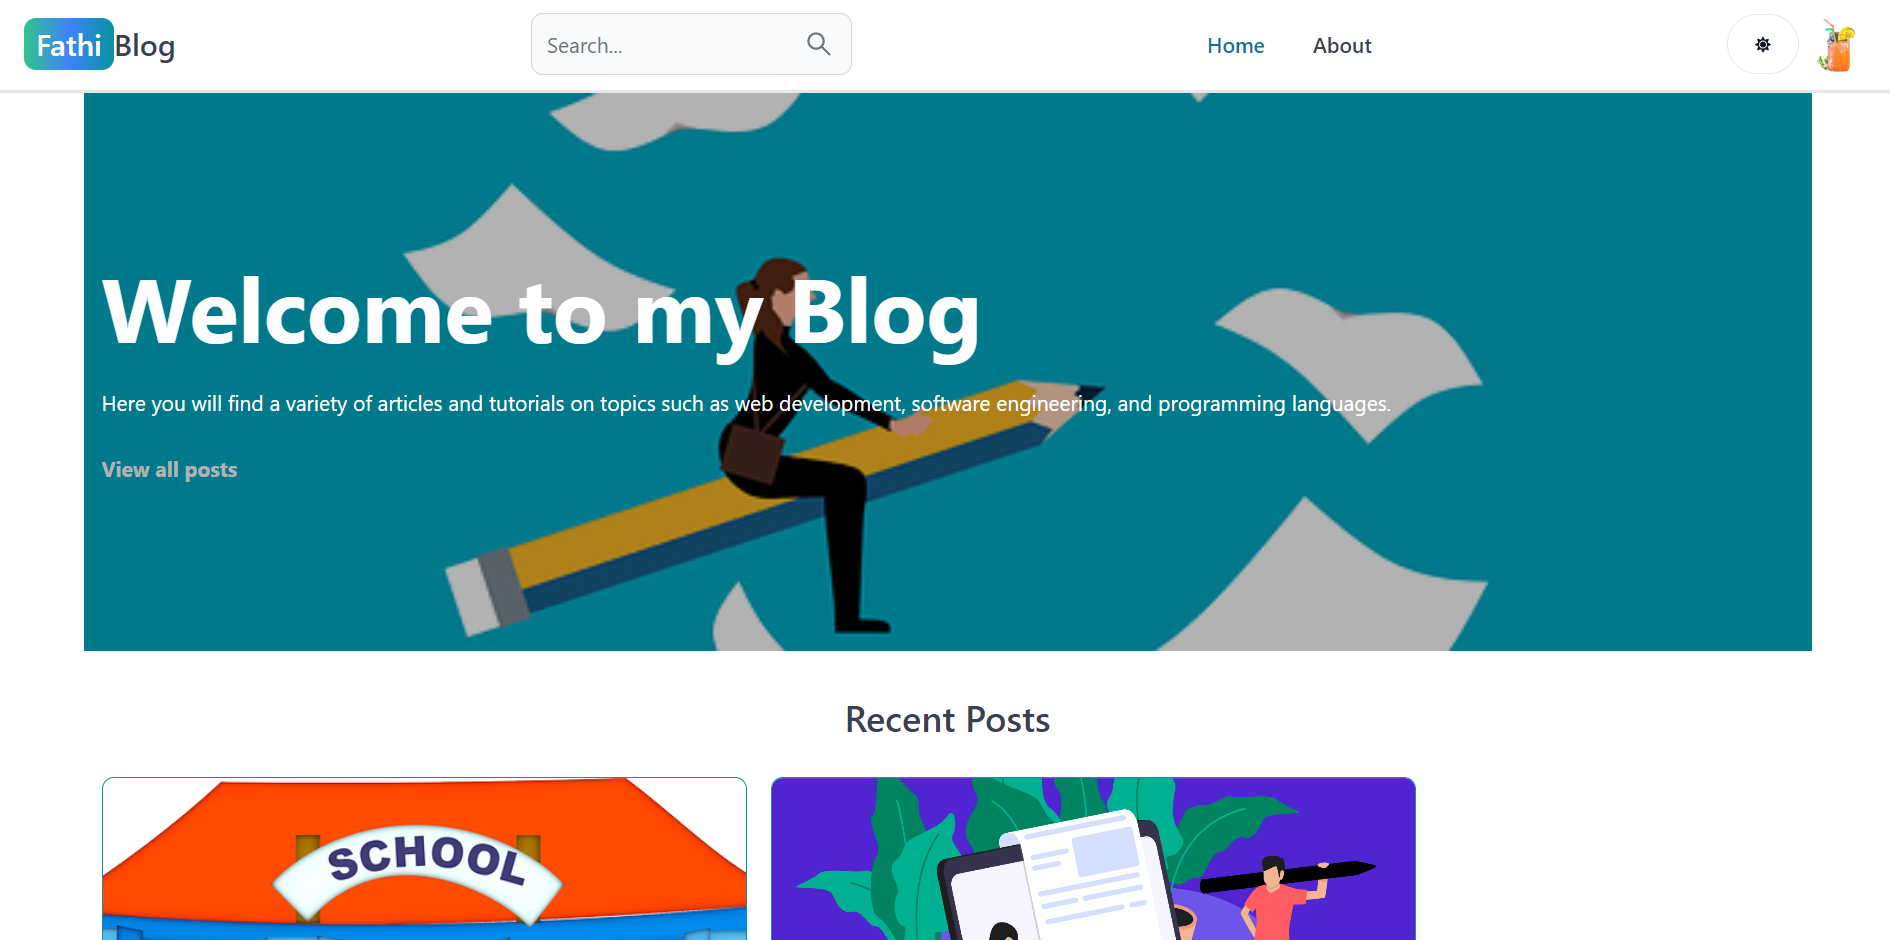 Fathi Blog
Search...
Home
About
Welcome to my Blog
Here you will find a variety of articles and tutorials on topics such as web development, software engineering, and programming languages.
View all posts
Recent Posts
SCHOOL